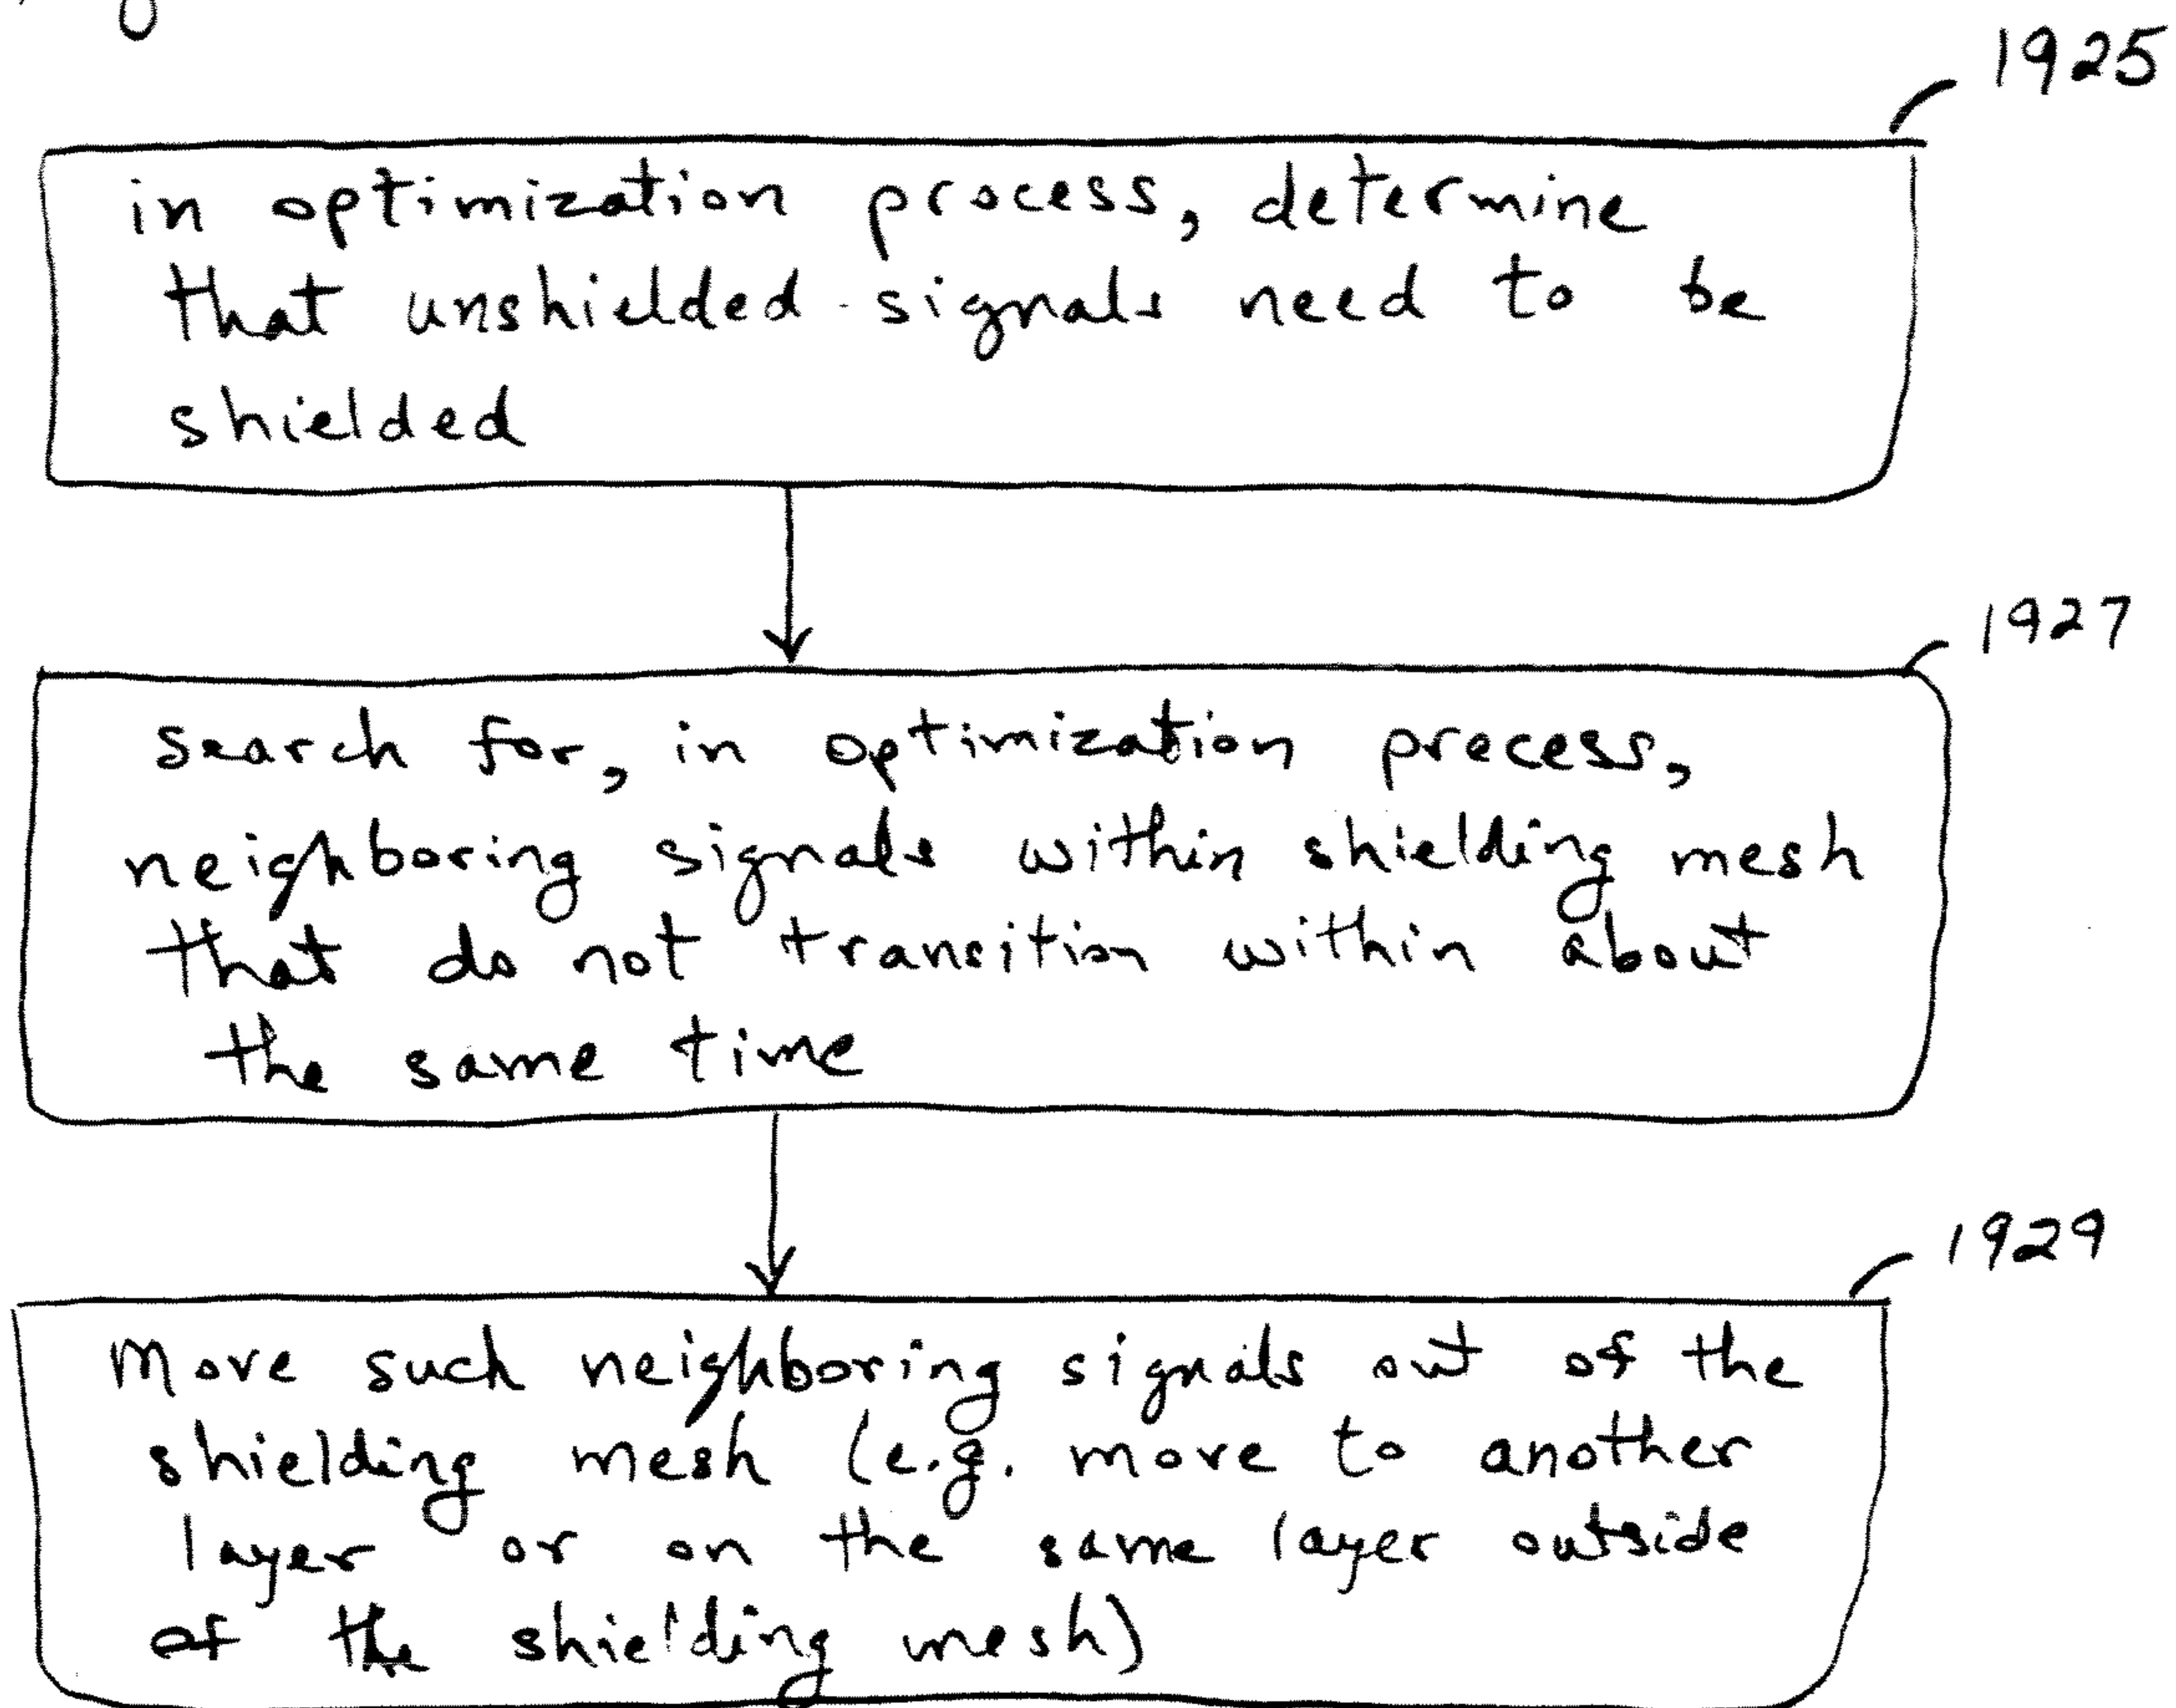 1925
in optimization process, determine
that unshielded signals need to be
shielded
1927
search for, in optimization precess,
neighboring signals within shielding mesh
that do not transition within about
the same time
1929
Move such neighboring signals out of the
shielding mesh (e.g. move to another
layer or on the same layer outside
of the shielding mesh)